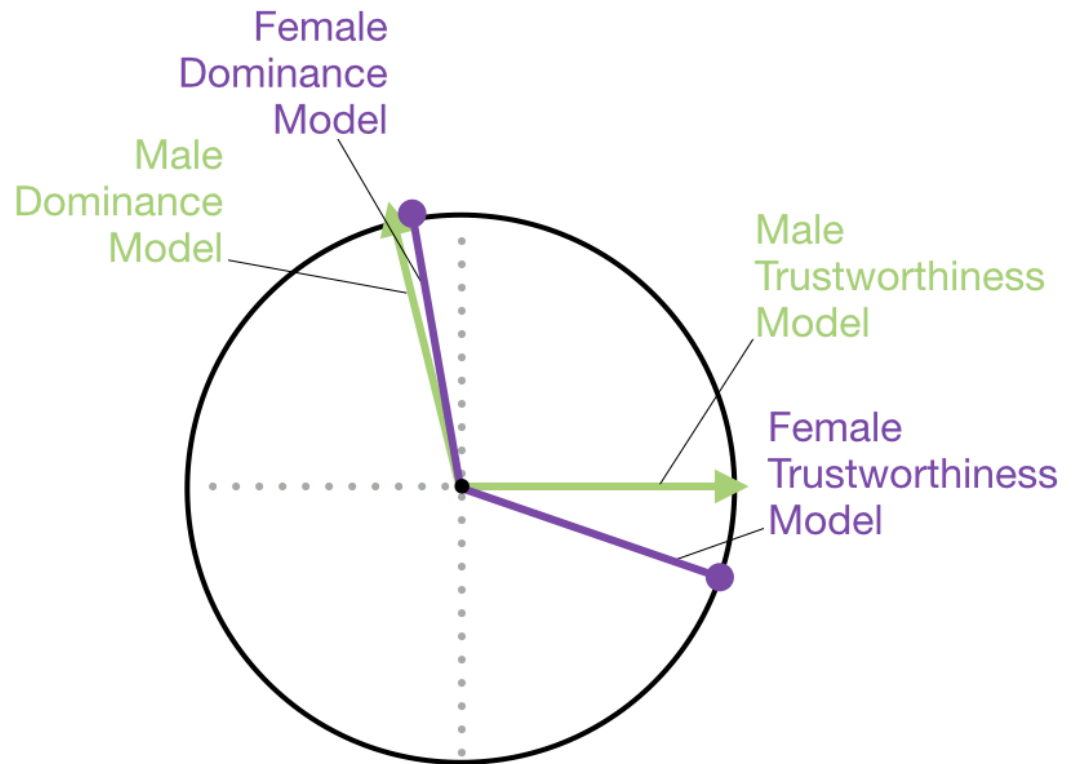 Female
Dominance
Model
Male
Dominance
Model
Male
Trustworthiness
Model
Female
Trustworthiness
Model